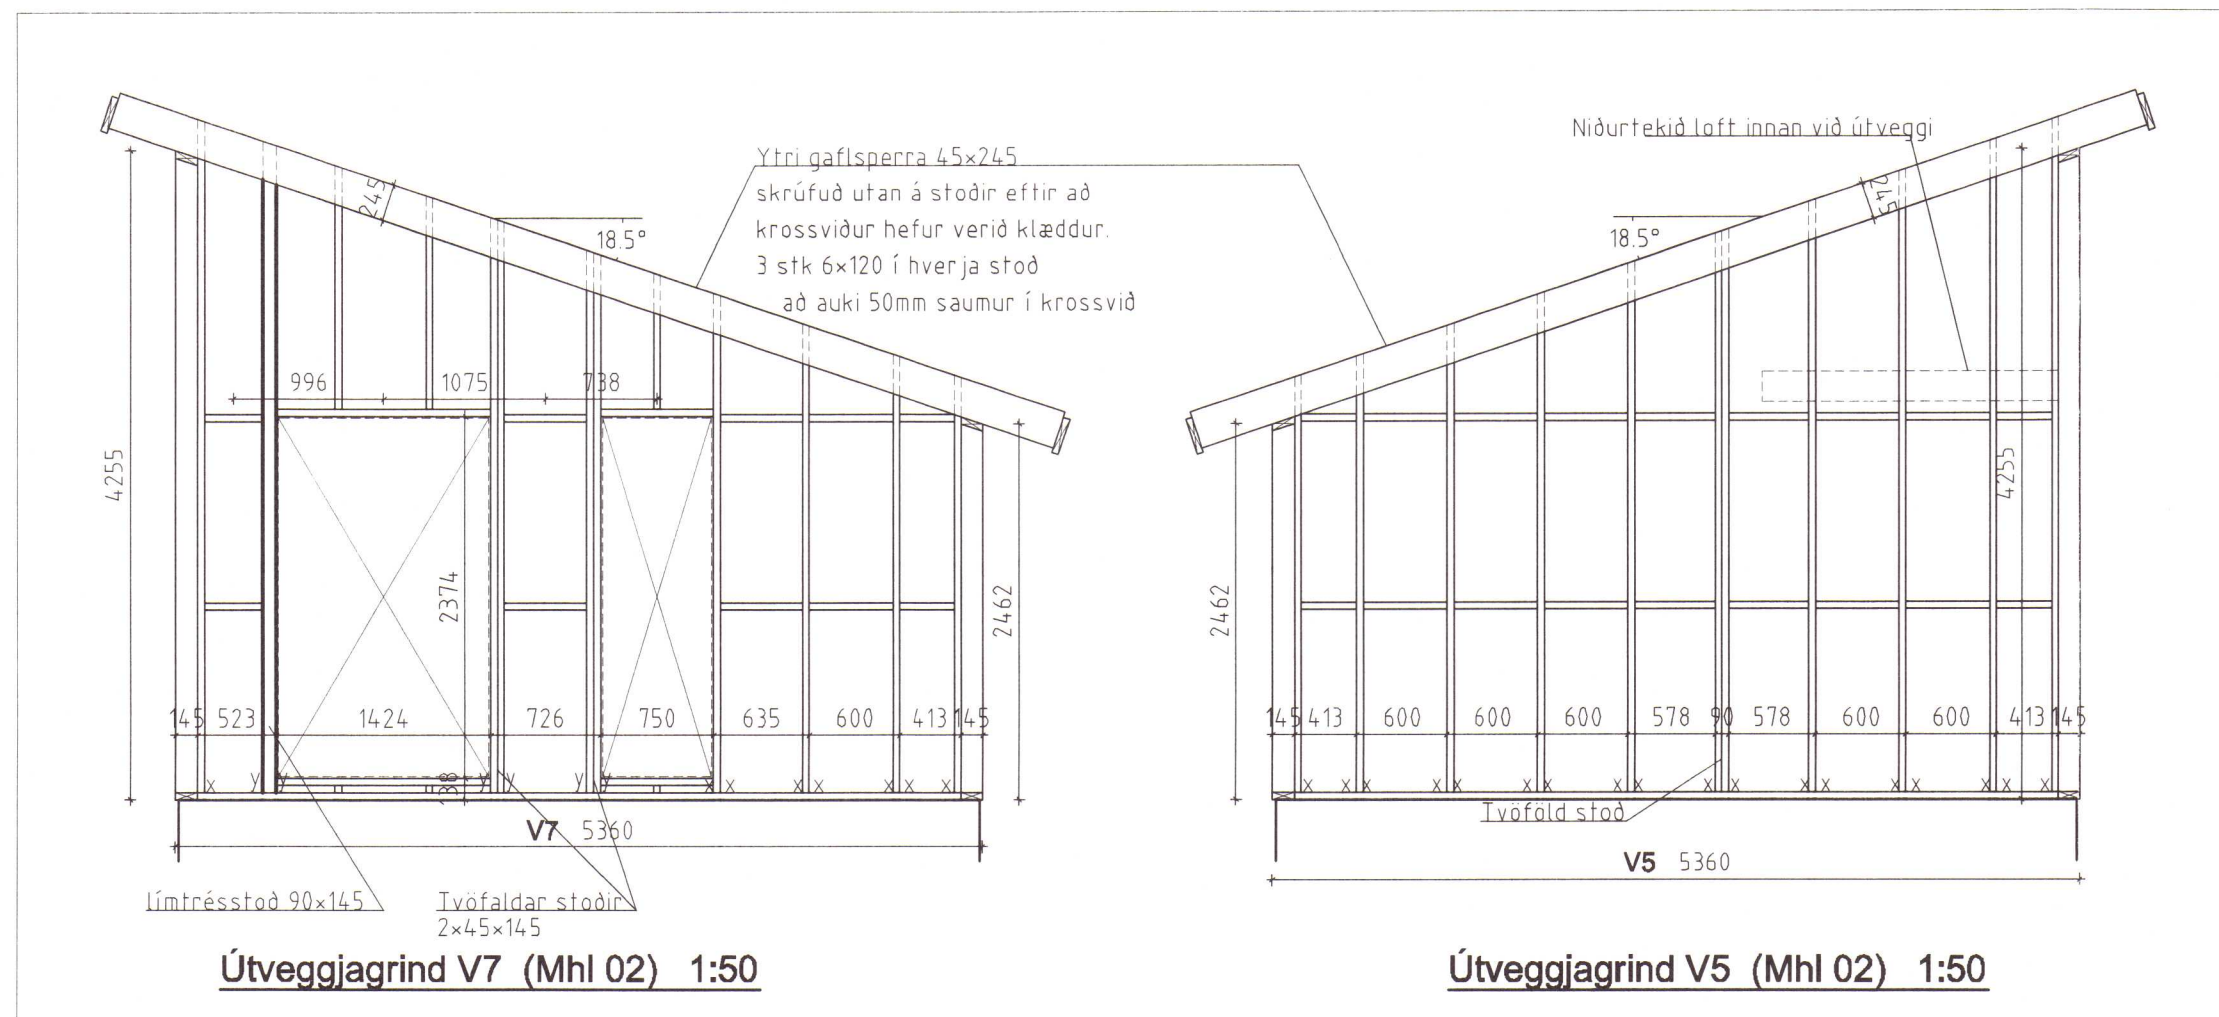 Niðurtekið loft innan við útveggi
Ytri gaflsperra 45×245
skrúfuð utan á stoðir eftir að
krossviður hefur verið klæddur.
3 stk 6×120 í hverja stoð
að auki 50mm saumur í krossvið
245
18.5°
996 1075 738
4255
2374
2462
145 523 1424 726 750 635 600 413 145
x y y y y y y x x x x x
138
V7 5360
límtrésstoð 90×145
Tvöfaldar stoðir
2×45×145
Útveggjagrind V7 (Mhl 02) 1:50
245
18.5°
4255
2462
145 413 600 600 600 578 90 578 600 600 413 145
x x x x x x x x x x x x x x x x x x
Tvöföld stoð
V5 5360
Útveggjagrind V5 (Mhl 02) 1:50